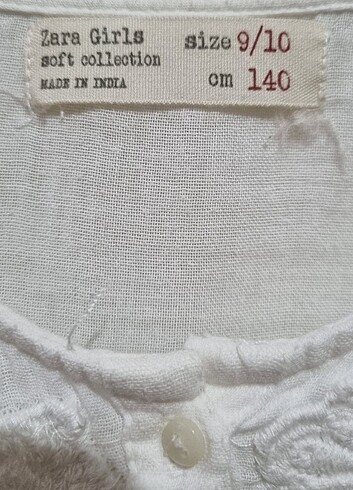 Zara Girls size 9/10
soft collection
MADE IN INDIA cm 140